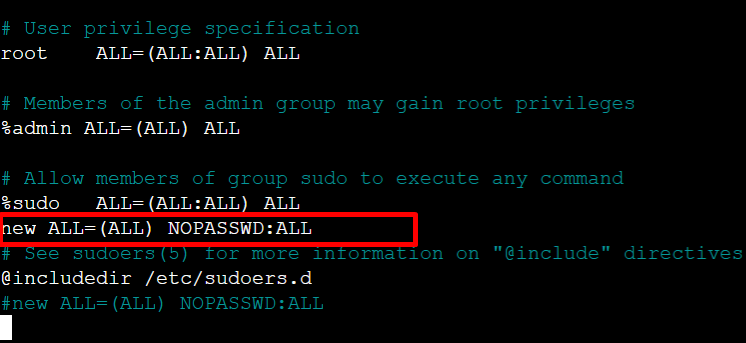 # User privilege specification
root    ALL=(ALL:ALL) ALL
# Members of the admin group may gain root privileges
%admin ALL=(ALL) ALL
# Allow members of group sudo to execute any command
%sudo   ALL=(ALL:ALL) ALL
new ALL=(ALL) NOPASSWD:ALL
# See sudoers(5) for more information on "@include" directives
@includedir /etc/sudoers.d
#new ALL=(ALL) NOPASSWD:ALL